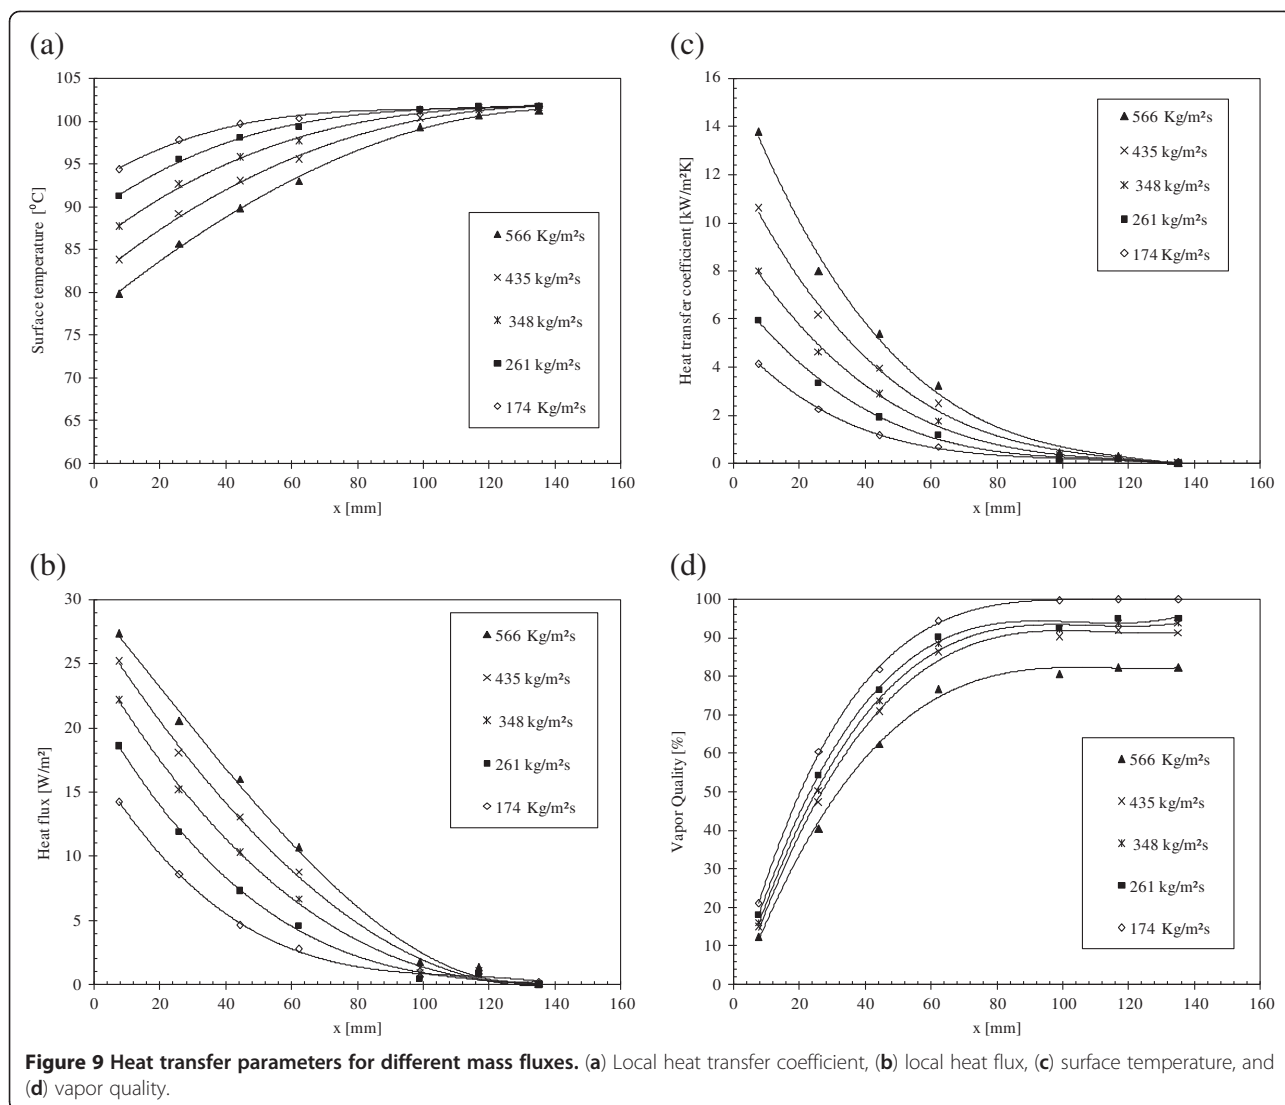 (a)
105
100
95
90
85
80
75
70
65
60
Surface temperature [⁰C]
0 20 40 60 80 100 120 140 160
x [mm]
566 Kg/m²s
435 kg/m²s
348 kg/m²s
261 kg/m²s
174 Kg/m²s
(c)
16
14
12
10
8
6
4
2
0
Heat transfer coefficient [kW/m²K]
0 20 40 60 80 100 120 140 160
x [mm]
566 Kg/m²s
435 kg/m²s
348 kg/m²s
261 kg/m²s
174 Kg/m²s
(b)
30
25
20
15
10
5
0
Heat flux [W/m²]
0 20 40 60 80 100 120 140 160
x [mm]
566 Kg/m²s
435 kg/m²s
348 kg/m²s
261 kg/m²s
174 Kg/m²s
(d)
100
90
80
70
60
50
40
30
20
10
0
Vapor Quality [%]
0 20 40 60 80 100 120 140 160
x [mm]
566 Kg/m²s
435 kg/m²s
348 kg/m²s
261 kg/m²s
174 Kg/m²s
Figure 9 Heat transfer parameters for different mass fluxes. (a) Local heat transfer coefficient, (b) local heat flux, (c) surface temperature, and
(d) vapor quality.